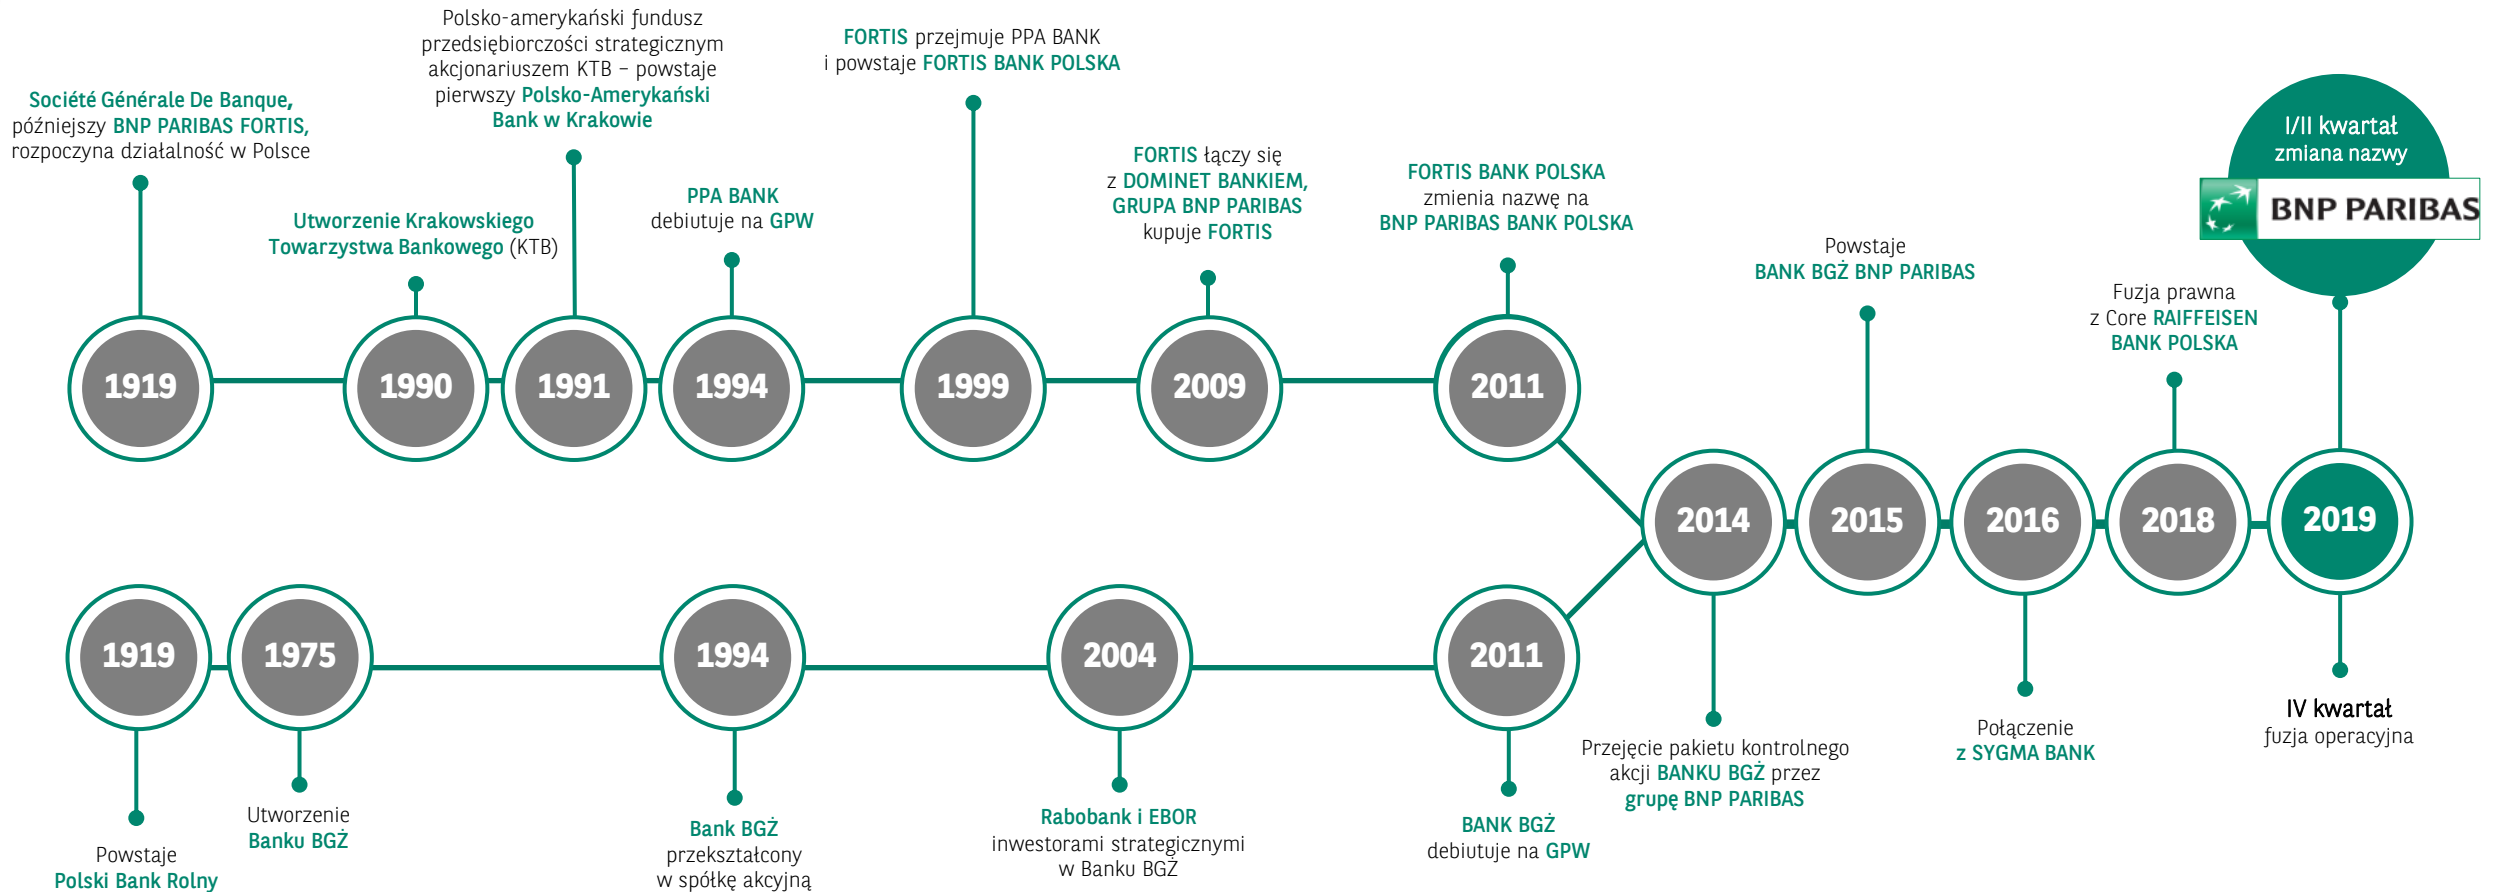 Société Générale De Banque,
późniejszy BNP PARIBAS FORTIS,
rozpoczyna działalność w Polsce
Utworzenie Krakowskiego
Towarzystwa Bankowego (KTB)
Polsko-amerykański fundusz
przedsiębiorczości strategicznym
akcjonariuszem KTB – powstaje
pierwszy Polsko-Amerykański
Bank w Krakowie
PPA BANK
debiutuje na GPW
FORTIS przejmuje PPA BANK
i powstaje FORTIS BANK POLSKA
FORTIS łączy się
z DOMINET BANKIEM,
GRUPA BNP PARIBAS
kupuje FORTIS
FORTIS BANK POLSKA
zmienia nazwę na
BNP PARIBAS BANK POLSKA
Powstaje
BANK BGŻ BNP PARIBAS
Fuzja prawna
z Core RAIFFEISEN
BANK POLSKA
I/II kwartał
zmiana nazwy
BNP PARIBAS
1919
1990
1991
1994
1999
2009
2011
2014
2015
2016
2018
2019
1919
1975
1994
2004
2011
Powstaje
Polski Bank Rolny
Utworzenie
Banku BGŻ
Bank BGŻ
przekształcony
w spółkę akcyjną
Rabobank i EBOR
inwestorami strategicznymi
w Banku BGŻ
BANK BGŻ
debiutuje na GPW
Przejęcie pakietu kontrolnego
akcji BANKU BGŻ przez
grupę BNP PARIBAS
Połączenie
z SYGMA BANK
IV kwartał
fuzja operacyjna